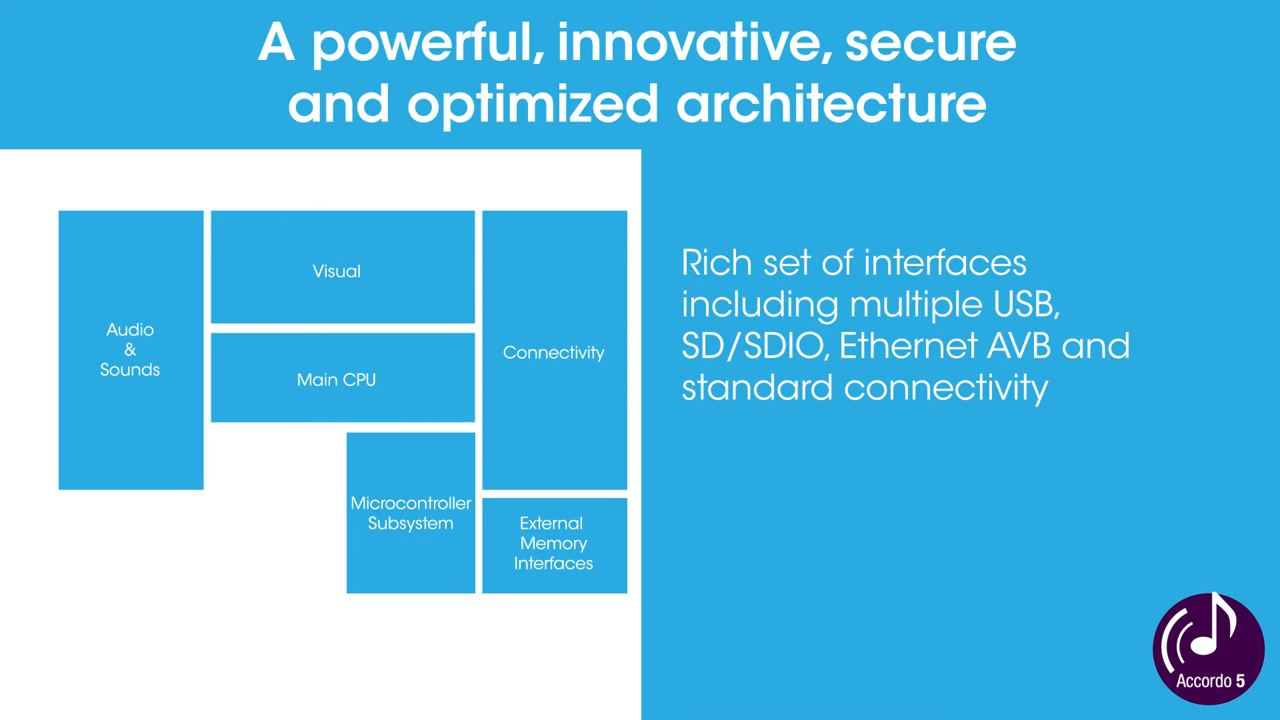 A powerful, innovative, secure
and optimized architecture
Audio
&
Sounds
Visual
Main CPU
Microcontroller
Subsystem
Connectivity
External
Memory
Interfaces
Rich set of interfaces
including multiple USB,
SD/SDIO, Ethernet AVB and
standard connectivity
Accordo 5